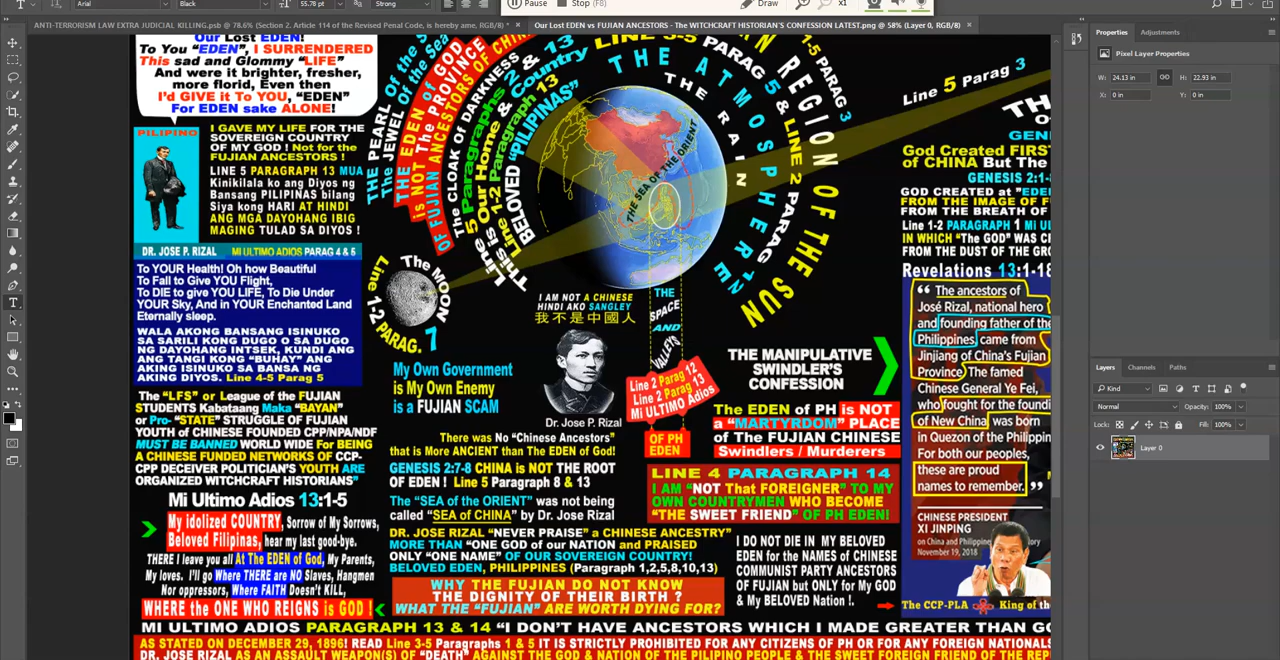 Arial
Black
55.78 pt
Strong
Pause
Stop (F8)
x1
Draw
ANTI-TERRORISM LAW EXTRA JUDICIAL KILLING.psb @ 78.6% (Section 2. Article 114 of the Revised Penal Code, is hereby ame, RGB/8) *
Our Lost EDEN vs FUJIAN ANCESTORS - The WITCHCRAFT HISTORIAN'S CONFESSION LATEST.png @ 58% (Layer 0, RGB/8)
Our Lost EDEN!
To You "EDEN", I SURRENDERED
This sad and Glommy "LIFE"
And were it brighter, fresher,
more florid, Even then
I'd GIVE it To YOU, "EDEN"
For EDEN sake ALONE!
PILIPINO
I GAVE MY LIFE FOR THE
SOVEREIGN COUNTRY
OF MY GOD ! Not for the
FUJIAN ANCESTORS !
LINE 5 PARAGRAPH 13 MUA
Kinikilala ko ang Diyos ng
Bansang PILIPINAS bilang
Siya kong HARI AT HINDI
ANG MGA DAYOHANG IBIG
MAGING TULAD SA DIYOS !
DR. JOSE P. RIZAL
MI ULTIMO ADIOS PARAG 4 & 5
To YOUR Health! Oh how Beautiful
To Fall to Give YOU Flight,
To DIE to give YOU LIFE, To Die Under
YOUR Sky, And in YOUR Enchanted Land
Eternally sleep.
WALA AKONG BANSANG ISINUKO
SA SARILI KONG DUGO O SA DUGO
NG DAYOHANG INTSEK, KUNDI ANG
ANG TANGI KONG "BUHAY" ANG
AKING ISINUKO SA BANSA NG
AKING DIYOS. Line 4-5 Parag 5
The "LFS" or League of the FUJIAN
STUDENTS Kabataang Maka "BAYAN"
or Pro- "STATE" STRUGGLE OF FUJIAN
YOUTH of CHINESE FOUNDED CPP/NPA/NDF
MUST BE BANNED WORLD WIDE For BEING
A CHINESE FUNDED NETWORKS OF CCP-
CPP DECEIVER POLITICIAN'S YOUTH ARE
ORGANIZED WITCHCRAFT HISTORIANS"
Mi Ultimo Adios 13:1-5
My idolized COUNTRY, Sorrow of My Sorrows,
Beloved Filipinas, hear my last good-bye.
THERE I leave you all At The EDEN of God, My Parents,
My loves. I'll go Where THERE are NO Slaves, Hangmen
Nor oppressors, Where FAITH Doesn't KILL,
WHERE the ONE WHO REIGNS is GOD !
THE PEARL of the
The JEWEL of the Sea
The EDEN of GOD
is NOT The PROVINCE
OF FUJIAN ANCESTORS OF
The CLOAK OF DARKNESS &
Line 5 Paragraphs 2 & 13
5 Our Home & Country
This is Line 1-2 Paragraph 13
BELOVED "PILIPINAS"
LINE 3-5 PARAG 5 & LINE 2 PARAG
THE ATMOSPHERE
THE RAIN
REGION OF THE SUN
1-5 PARAG 3
THE SEA OF THE ORIENT
The MOON
Line 1-2 PARAG. 7
My Own Government
is My Own Enemy
is a FUJIAN SCAM
I AM NOT A CHINESE
HINDI AKO SANGLEY
我不是中國人
Dr. Jose P. Rizal
THE
SPACE
AND
VALLEYS
Line 2 Parag 12
Line 2 Parag 13
Mi ULTIMO Adios
OF PH
EDEN
There was No "Chinese Ancestors"
that is More ANCIENT Than The EDEN of God!
GENESIS 2:7-8 CHINA is NOT THE ROOT
OF EDEN ! Line 5 Paragraph 8 & 13
The "SEA of the ORIENT" was not being
called "SEA of CHINA" by Dr. Jose Rizal
DR. JOSE RIZAL "NEVER PRAISE" a CHINESE ANCESTRY"
MORE THAN "ONE GOD of our NATION and PRAISED
ONLY "ONE NAME" OF OUR SOVEREIGN COUNTRY!
BELOVED EDEN, PHILIPPINES (Paragraph 1,2,5,8,10,13)
WHY THE FUJIAN DO NOT KNOW
THE DIGNITY OF THEIR BIRTH ?
WHAT THE "FUJIAN" ARE WORTH DYING FOR?
THE MANIPULATIVE
SWINDLER'S
CONFESSION
The EDEN of PH is NOT
a "MARTYRDOM" PLACE
of The FUJIAN CHINESE
Swindlers / Murderers
LINE 4 PARAGRAPH 14
I AM "NOT That FOREIGNER" TO MY
OWN COUNTRYMEN WHO BECOME
"THE SWEET FRIEND" OF PH EDEN!
I DO NOT DIE IN MY BELOVED
EDEN for the NAMES of CHINESE
COMMUNIST PARTY ANCESTORS
OF FUJIAN but ONLY for My GOD
& My BELOVED Nation !.
Line 5 Parag 3
God Created FIRST
of CHINA But The
GENESIS 2:1-
GOD CREATED at "EDEN
FROM THE IMAGE OF
FROM THE BREATH OF
Line 1-2 PARAGRAPH 1 MI
IN WHICH "The GOD" WAS
FROM THE DUST OF THE
Revelations 13:1-18
“ The ancestors of
José Rizal, national hero
and founding father of the
Philippines, came from
Jinjiang of China's Fujian
Province. The famed
Chinese General Ye Fei,
who fought for the foundi
of New China was born
in Quezon of the Philippin
For both our peoples,
these are proud
names to remember. ”
CHINESE PRESIDENT
XI JINPING
on China and Philippines
November 19, 2018
The CCP-PLA King of the
MI ULTIMO ADIOS PARAGRAPH 13 & 14 “I DON'T HAVE ANCESTORS WHICH I MADE GREATER THAN GO
AS STATED ON DECEMBER 29, 1896! READ Line 3-5 Paragraphs 1 & 5 IT IS STRICTLY PROHIBITED FOR ANY CITIZENS OF PH OR FOR ANY FOREIGN NATIONALS
DR. JOSE RIZAL AS AN ASSAULT WEAPON(S) OF "DEATH" AGAINST THE GOD & NATION OF THE PILIPINO PEOPLE & THE SWEET FOREIGN FRIEND OF THE REP
Properties
Adjustments
Pixel Layer Properties
W: 24.13 in
H: 22.93 in
X: 0 in
Y: 0 in
Layers
Channels
Paths
Kind
Normal
Opacity: 100%
Lock:
Fill: 100%
Layer 0